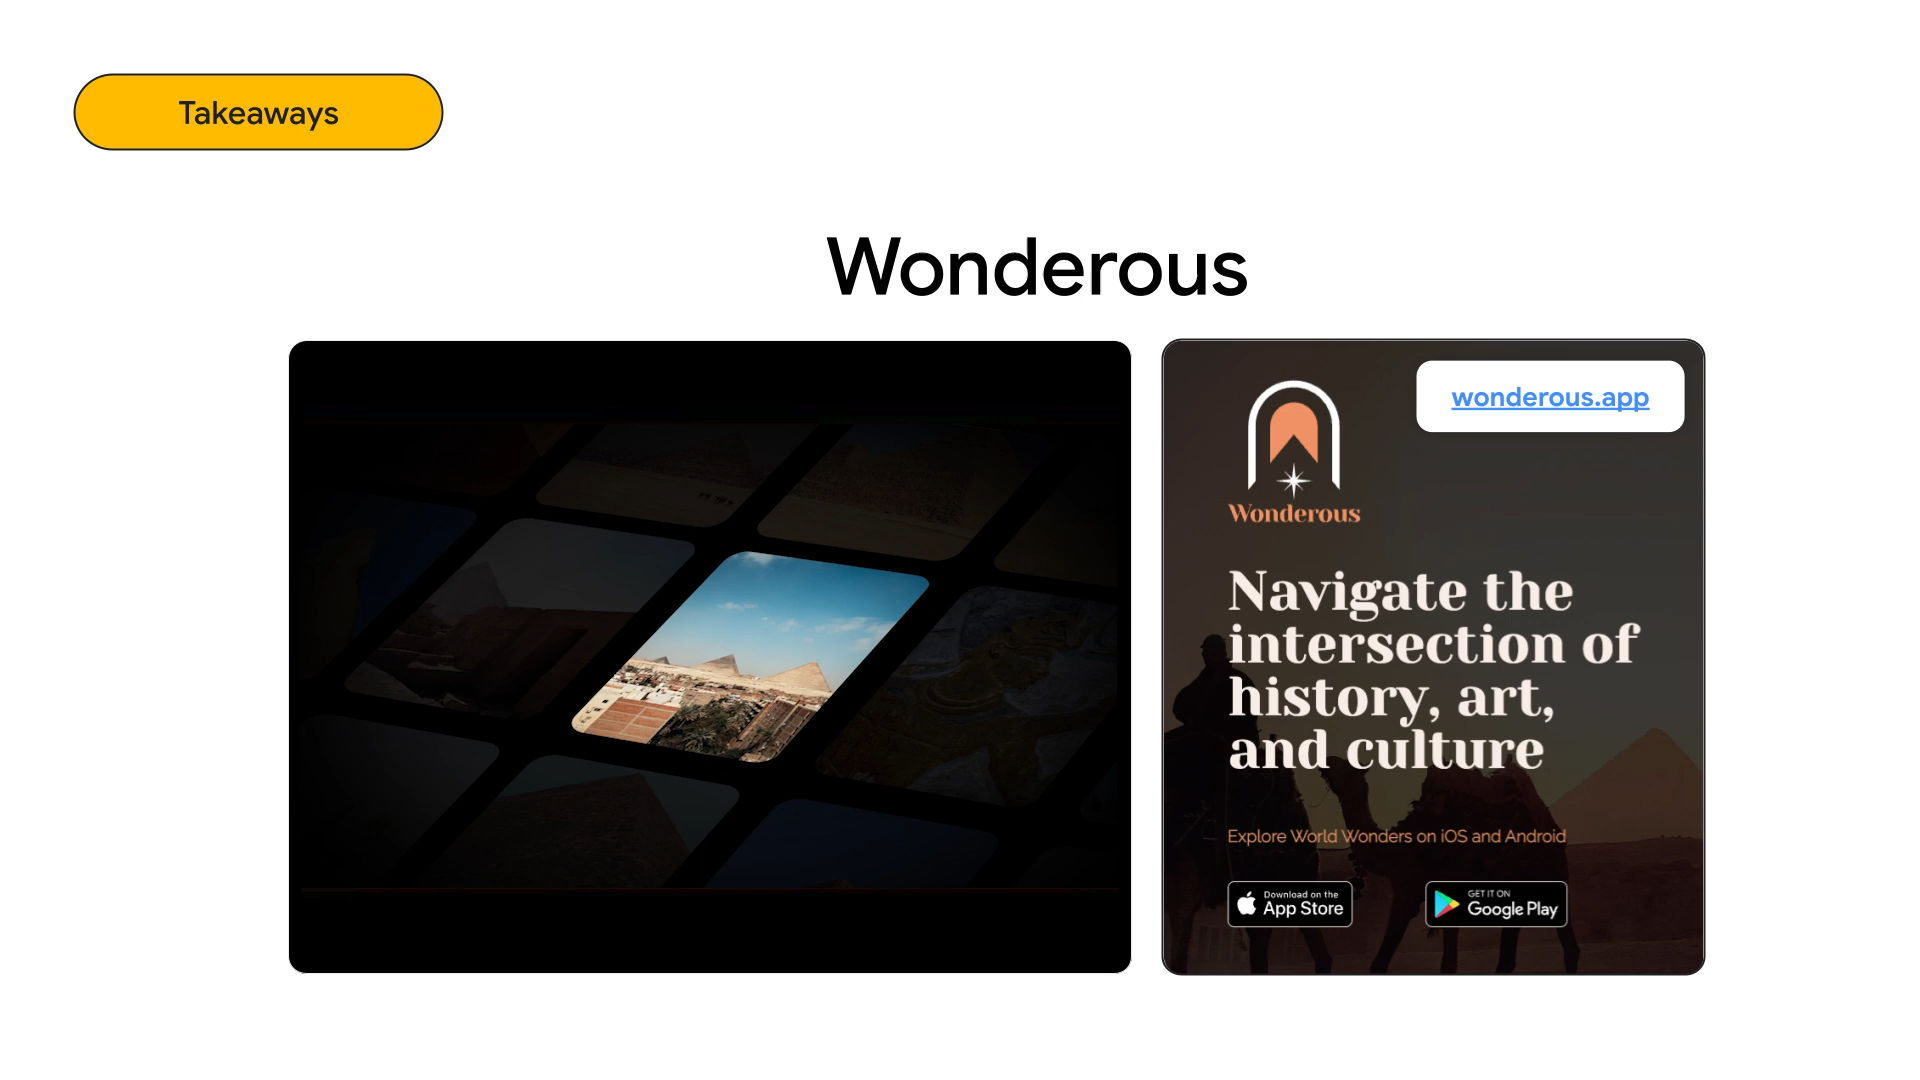 Takeaways
Wonderous
wonderous.app
Wonderous
Navigate the
intersection of
history, art,
and culture
Explore World Wonders on iOS and Android
Download on the
App Store
GET IT ON
Google Play